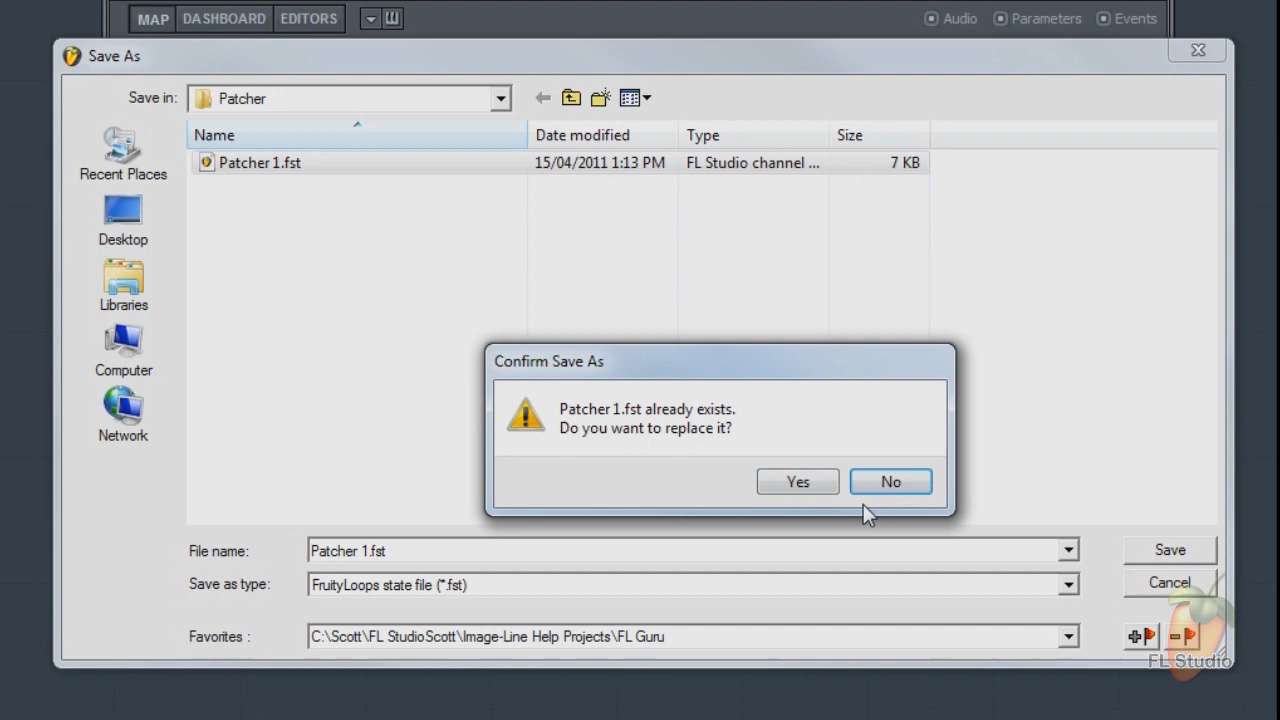 MAP DASHBOARD EDITORS Audio Parameters Events
Save As
Save in: Patcher
Name Date modified Type Size
Patcher 1.fst 15/04/2011 1:13 PM FL Studio channel ... 7 KB
Recent Places
Desktop
Libraries
Computer
Network
Confirm Save As
Patcher 1.fst already exists.
Do you want to replace it?
Yes No
File name: Patcher 1.fst Save
Save as type: FruityLoops state file (*.fst) Cancel
Favorites : C:\Scott\FL StudioScott\Image-Line Help Projects\FL Guru
FL Studio